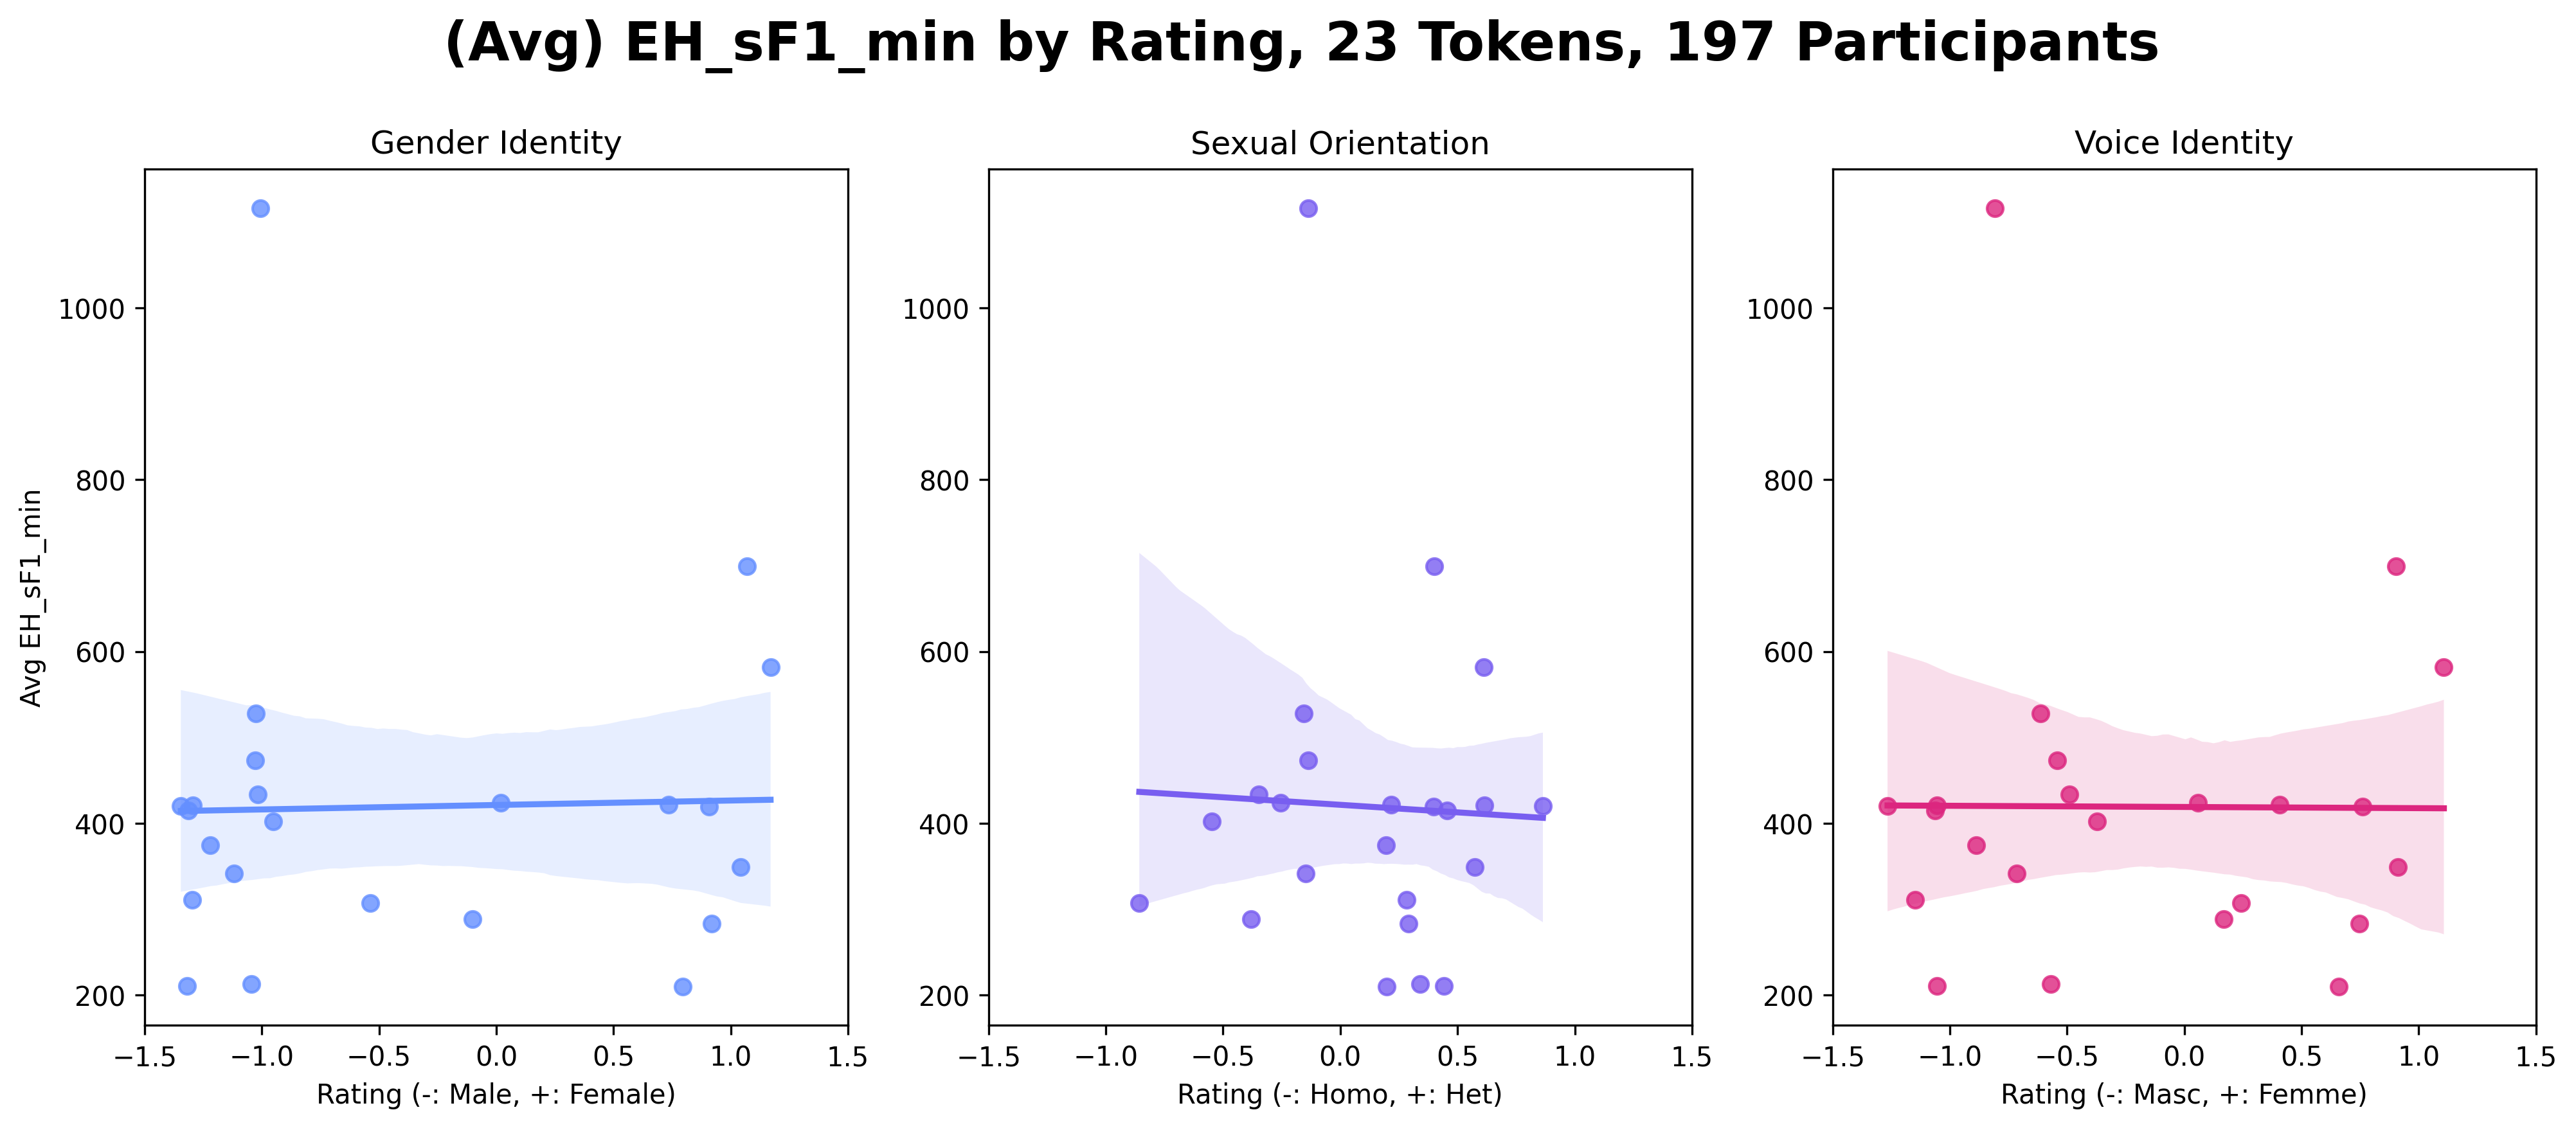 (Avg) EH_sF1_min by Rating, 23 Tokens, 197 Participants
Gender Identity
Sexual Orientation
Voice Identity
Avg EH_sF1_min
1000
800
600
400
200
1000
800
600
400
200
1000
800
600
400
200
−1.5 −1.0 −0.5 0.0 0.5 1.0 1.5
−1.5 −1.0 −0.5 0.0 0.5 1.0 1.5
−1.5 −1.0 −0.5 0.0 0.5 1.0 1.5
Rating (-: Male, +: Female)
Rating (-: Homo, +: Het)
Rating (-: Masc, +: Femme)